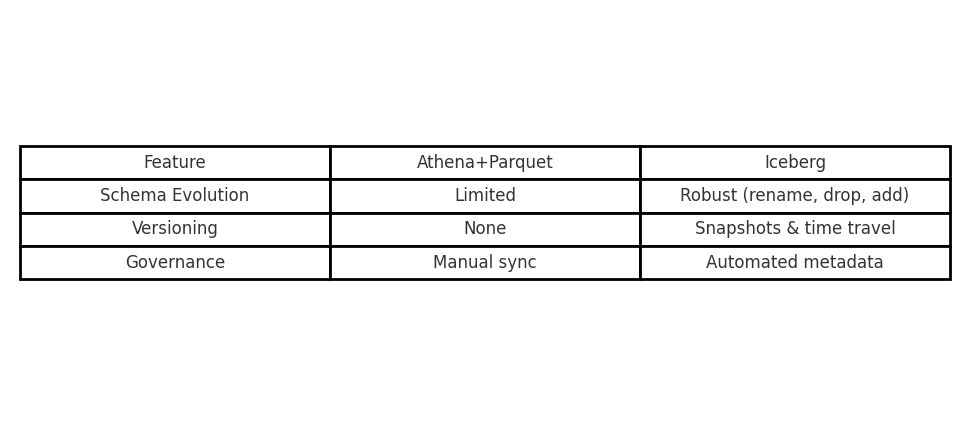 Feature Athena+Parquet Iceberg
Schema Evolution Limited Robust (rename, drop, add)
Versioning None Snapshots & time travel
Governance Manual sync Automated metadata